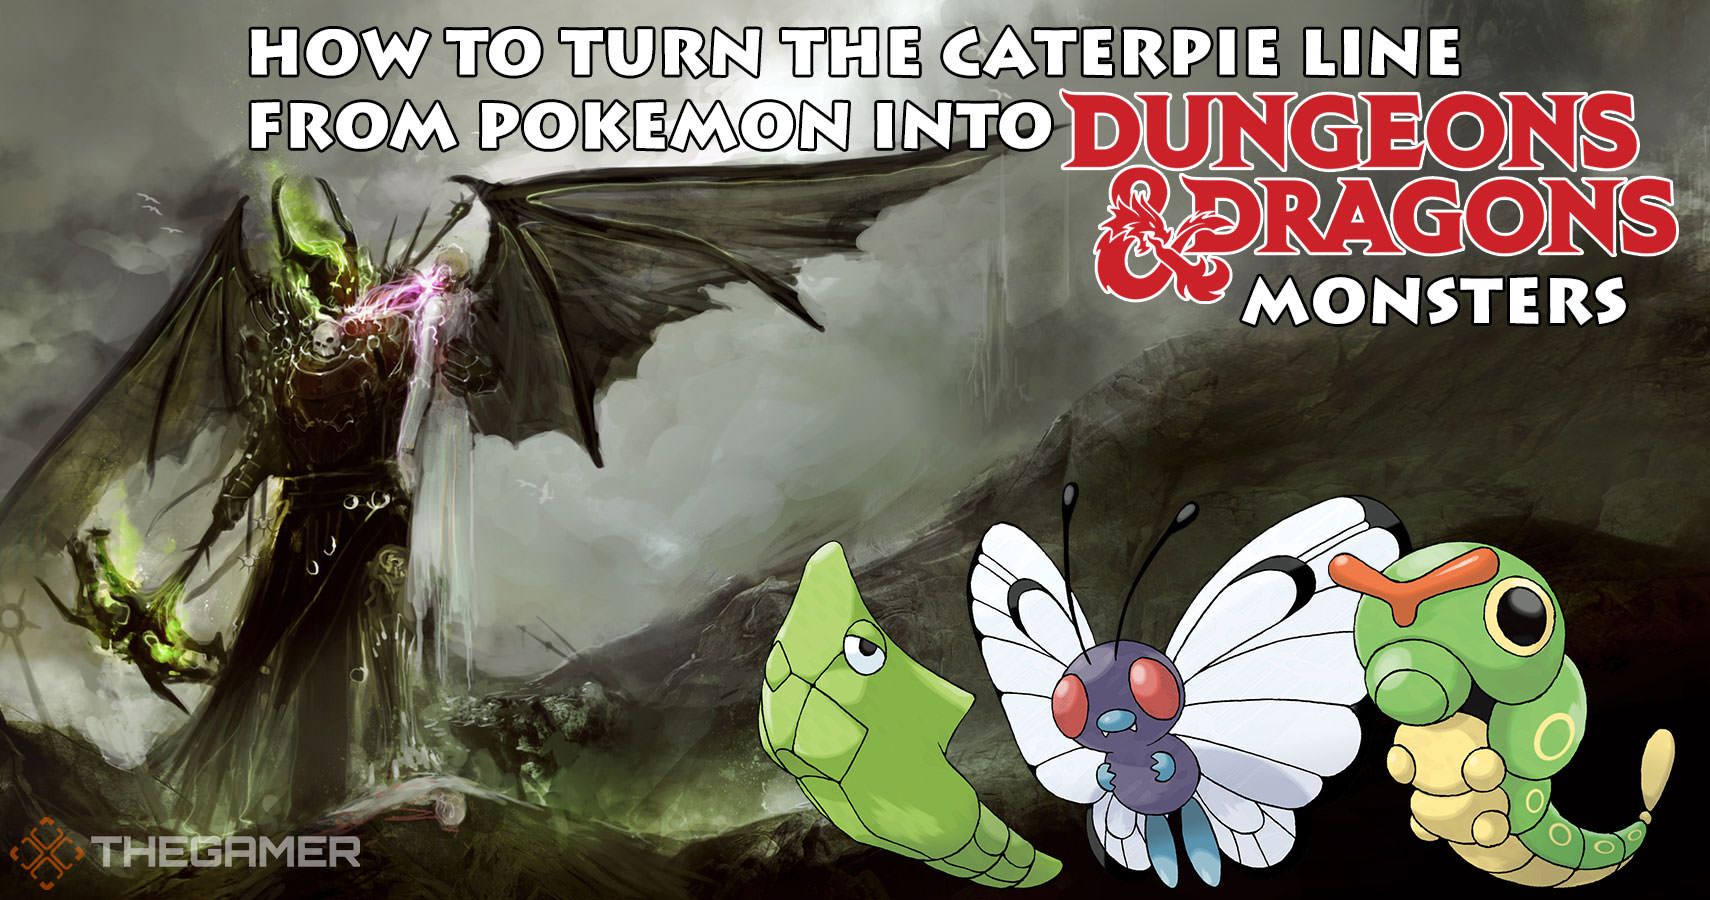 HOW TO TURN THE CATERPIE LINE
FROM POKEMON INTO
DUNGEONS
& DRAGONS
MONSTERS
THEGAMER